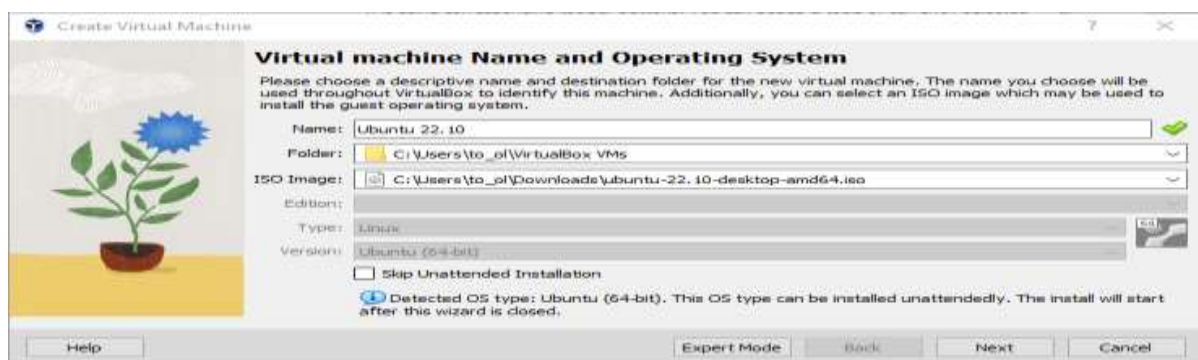 Create Virtual Machine
?
Virtual machine Name and Operating System
Please choose a descriptive name and destination folder for the new virtual machine. The name you choose will be
used throughout VirtualBox to identify this machine. Additionally, you can select an ISO image which may be used to
install the guest operating system.
Name: Ubuntu 22.10
Folder: C:\Users\to_ol\VirtualBox VMs
ISO Image: C:\Users\to_ol\Downloads\ubuntu-22.10-desktop-amd64.iso
Edition:
Type: Linux
64
Version: Ubuntu (64-bit)
Skip Unattended Installation
Detected OS type: Ubuntu (64-bit). This OS type can be installed unattendedly. The install will start
after this wizard is closed.
Help Expert Mode Back Next Cancel